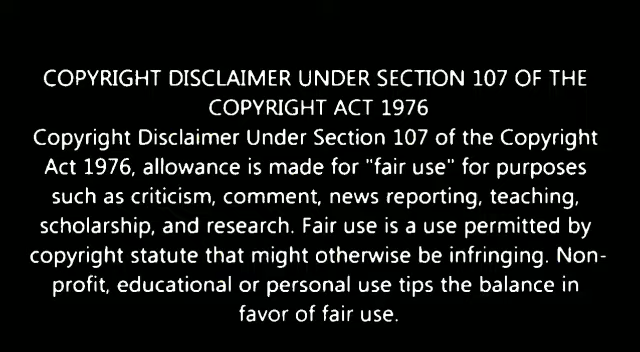 COPYRIGHT DISCLAIMER UNDER SECTION 107 OF THE
COPYRIGHT ACT 1976
Copyright Disclaimer Under Section 107 of the Copyright
Act 1976, allowance is made for "fair use" for purposes
such as criticism, comment, news reporting, teaching,
scholarship, and research. Fair use is a use permitted by
copyright statute that might otherwise be infringing. Non-
profit, educational or personal use tips the balance in
favor of fair use.